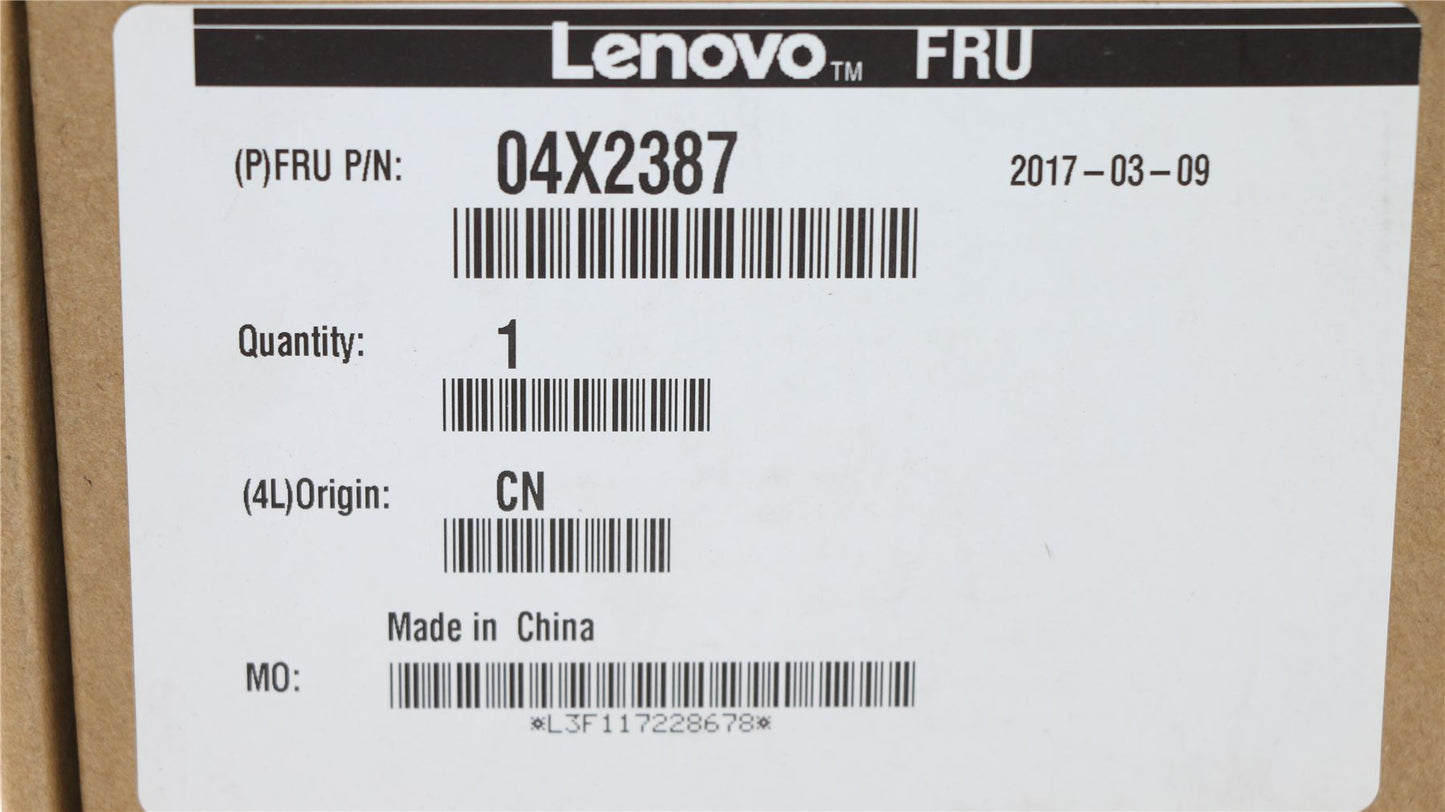 Lenovo™ FRU
(P)FRU P/N: 04X2387 2017-03-09
Quantity: 1
(4L)Origin: CN
Made in China
MO:
*L3F117228678*